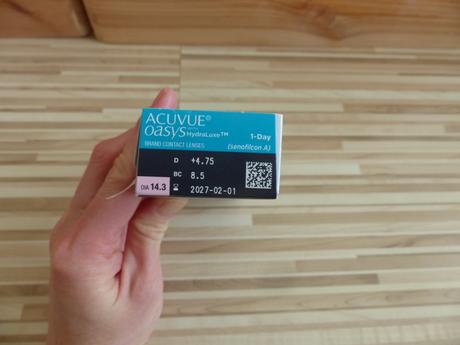 ACUVUE®
OASYS WITH HydraLuxe™ 1-Day
BRAND CONTACT LENSES (senofilcon A)
D +4.75
BC 8.5
DIA 14.3 2027-02-01